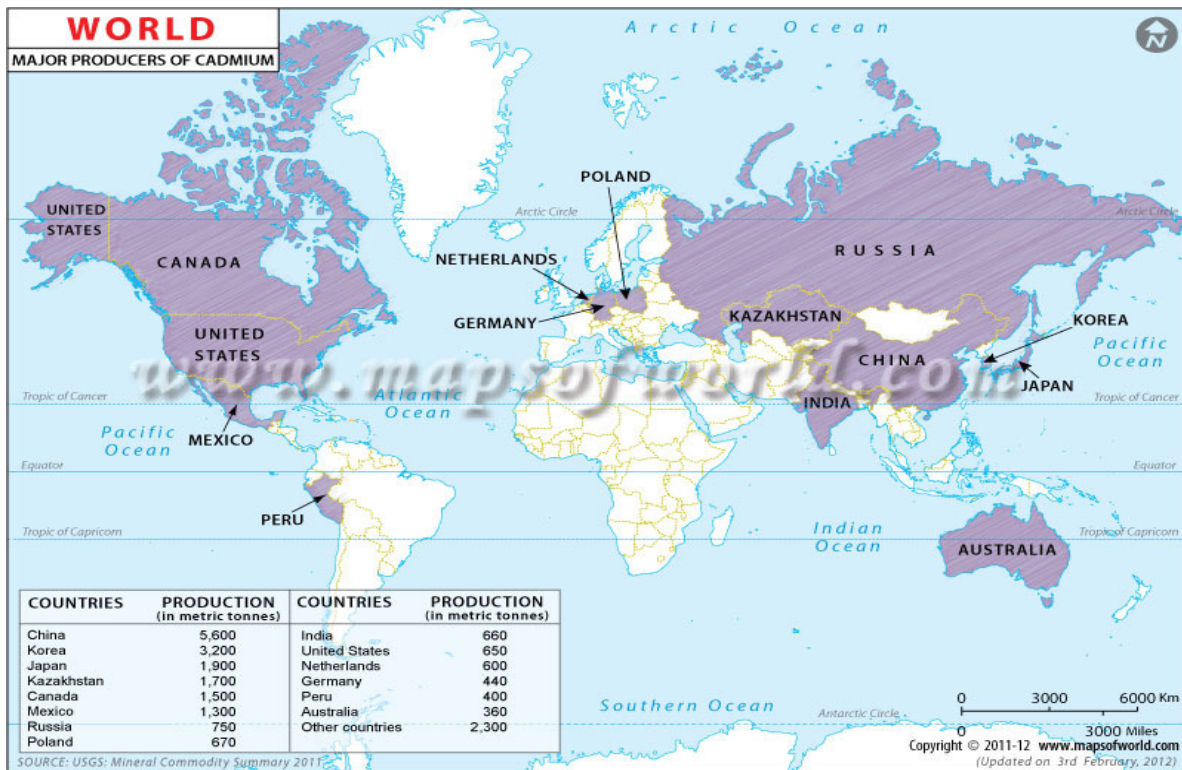 WORLD
MAJOR PRODUCERS OF CADMIUM
Arctic Ocean
N
POLAND
UNITED
STATES
Arctic Circle
Arctic Circle
CANADA
NETHERLANDS
RUSSIA
GERMANY
KAZAKHSTAN
KOREA
UNITED
STATES
CHINA
Pacific
Ocean
www.mapsofworld.com
JAPAN
Tropic of Cancer
Atlantic
Ocean
INDIA
Tropic of Cancer
Pacific
Ocean
MEXICO
Equator
Equator
PERU
Tropic of Capricorn
Indian
Ocean
Tropic of Capricorn
AUSTRALIA
COUNTRIES PRODUCTION (in metric tonnes) COUNTRIES PRODUCTION (in metric tonnes)
China 5,600 India 660
Korea 3,200 United States 650
Japan 1,900 Netherlands 600
Kazakhstan 1,700 Germany 440
Canada 1,500 Peru 400
Mexico 1,300 Australia 360
Russia 750 Other countries 2,300
Poland 670
Southern Ocean
Antarctic Circle
0 3000 6000 Km
0 3000 Miles
Copyright © 2011-12 www.mapsofworld.com
(Updated on 3rd February, 2012)
SOURCE: USGS: Mineral Commodity Summary 2011